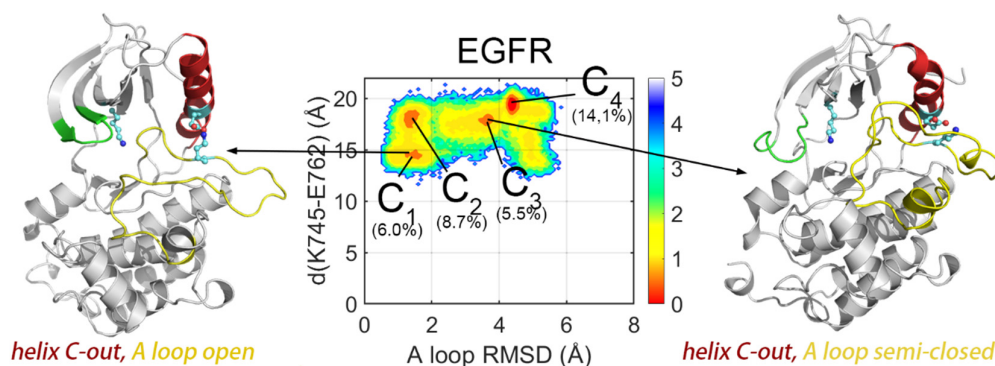 EGFR
d(K745-E762) (Å)
20
15
10
5
0
C1
(6.0%)
C2
(8.7%)
C3
(5.5%)
C4
(14,1%)
5
4
3
2
1
0
0 2 4 6 8
A loop RMSD (Å)
helix C-out, A loop open
helix C-out, A loop semi-closed